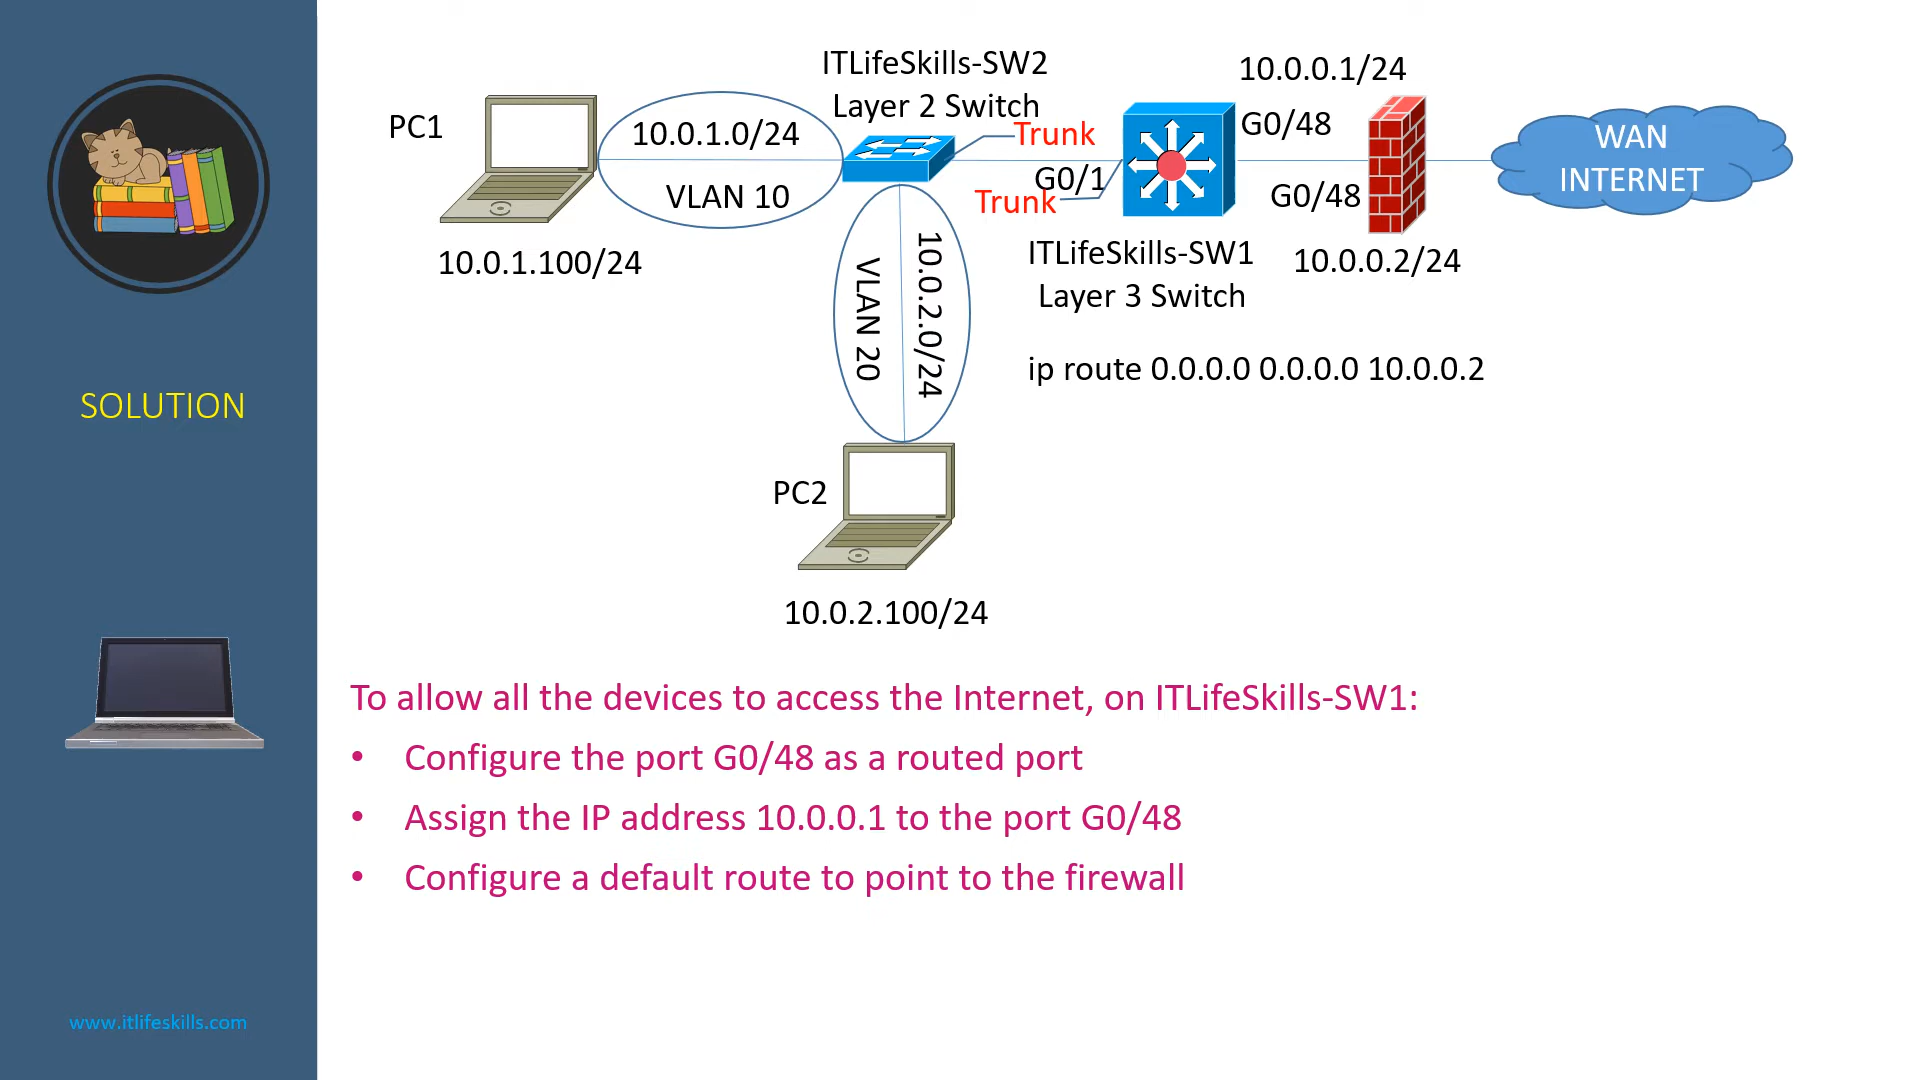 SOLUTION
www.itlifeskills.com
PC1
10.0.1.0/24
VLAN 10
10.0.1.100/24
ITLifeSkills-SW2
Layer 2 Switch
Trunk
G0/1
Trunk
10.0.0.1/24
G0/48
G0/48
10.0.0.2/24
WAN
INTERNET
ITLifeSkills-SW1
Layer 3 Switch
ip route 0.0.0.0 0.0.0.0 10.0.0.2
10.0.2.0/24
VLAN 20
PC2
10.0.2.100/24
To allow all the devices to access the Internet, on ITLifeSkills-SW1:
• Configure the port G0/48 as a routed port
• Assign the IP address 10.0.0.1 to the port G0/48
• Configure a default route to point to the firewall